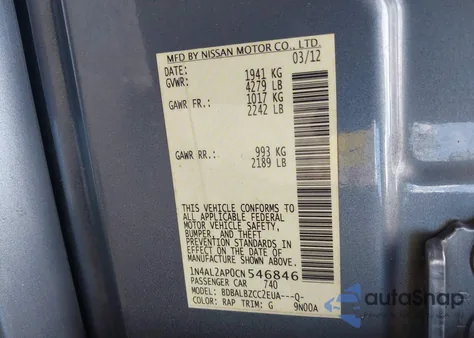 MFD BY NISSAN MOTOR CO., LTD.
DATE: 03/12
GVWR: 1941 KG
4279 LB
GAWR FR.: 1017 KG
2242 LB
GAWR RR.: 993 KG
2189 LB
THIS VEHICLE CONFORMS TO
ALL APPLICABLE FEDERAL
MOTOR VEHICLE SAFETY,
BUMPER, AND THEFT
PREVENTION STANDARDS
IN EFFECT ON THE DATE OF
MANUFACTURE SHOWN ABOVE.
1N4AL2AP0CN546846
PASSENGER CAR 740
MODEL: BDBALBZCC2EUA---Q-
COLOR: RAP TRIM: G 9N00A
autoSnap